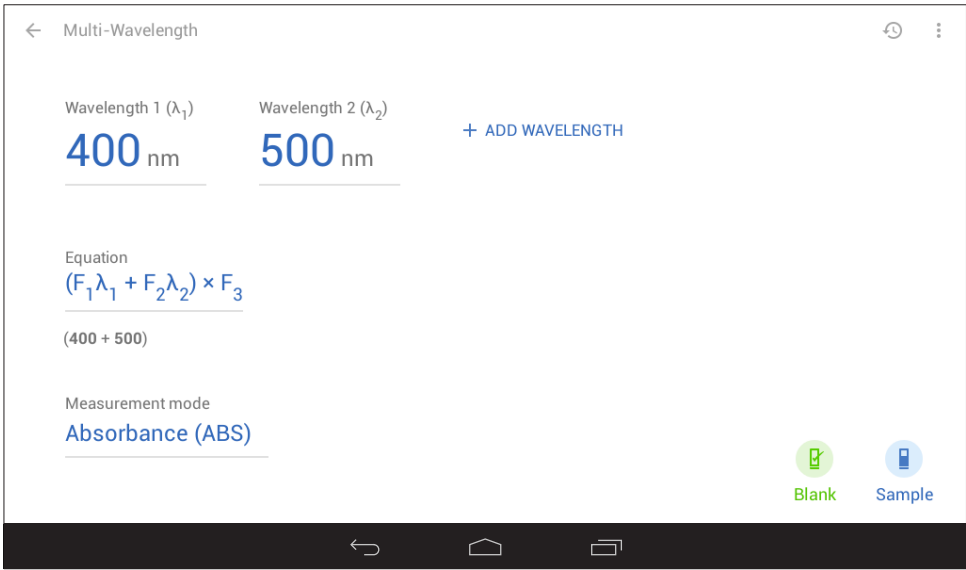 Multi-Wavelength
Wavelength 1 (λ₁) Wavelength 2 (λ₂)
+ ADD WAVELENGTH
400 nm 500 nm
Equation
(F₁λ₁ + F₂λ₂) × F₃
(400 + 500)
Measurement mode
Absorbance (ABS)
Blank Sample